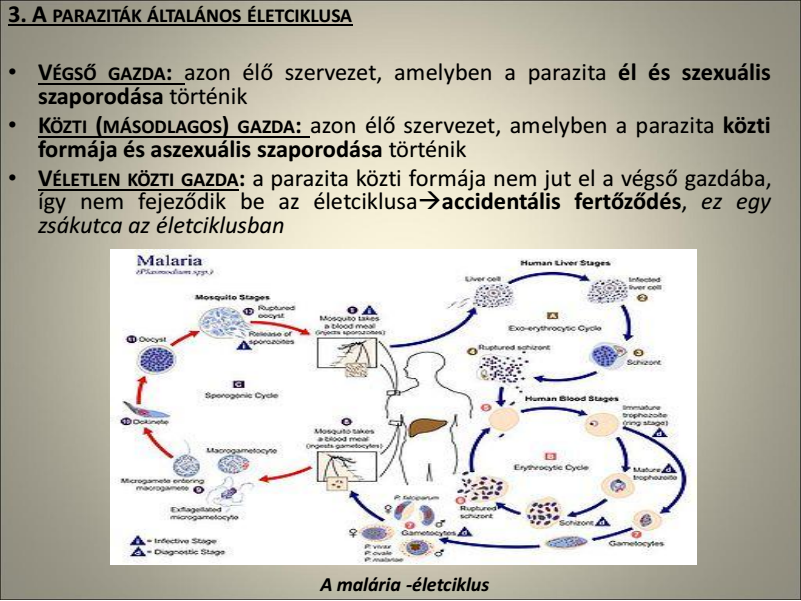 3. A PARAZITÁK ÁLTALÁNOS ÉLETCIKLUSA
• VÉGSŐ GAZDA: azon élő szervezet, amelyben a parazita él és szexuális
szaporodása történik
• KÖZTI (MÁSODLAGOS) GAZDA: azon élő szervezet, amelyben a parazita közti
formája és aszexuális szaporodása történik
• VÉLETLEN KÖZTI GAZDA: a parazita közti formája nem jut el a végső gazdába,
így nem fejeződik be az életciklusa→accidentális fertőződés, ez egy
zsákutca az életciklusban
Malaria
(Plasmodium spp.)
Human Liver Stages
Liver cell
Infected
liver cell
2
A
Exo-erythrocytic Cycle
4 Ruptured schizont
3
Schizont
Mosquito Stages
12 Ruptured
oocyst
Release of
sporozoites
i
1 i
Mosquito takes
a blood meal
(injects sporozoites)
11 Oocyst
C
Sporogonic Cycle
10 Ookinete
Macrogametocyte
Microgamete entering
macrogamete 9
Exflagellated
microgametocyte
8
Mosquito takes
a blood meal
(ingests gametocytes)
Human Blood Stages
5
Immature
trophozoite
(ring stage)
d
B
Erythrocytic Cycle
Mature d
trophozoite
6
Ruptured
schizont
Schizont d
7
Gametocytes
P. falciparum
♀
♂
7
Gametocytes d
♀
P. vivax
P. ovale
P. malariae
♂
i = Infective Stage
d = Diagnostic Stage
A malária -életciklus